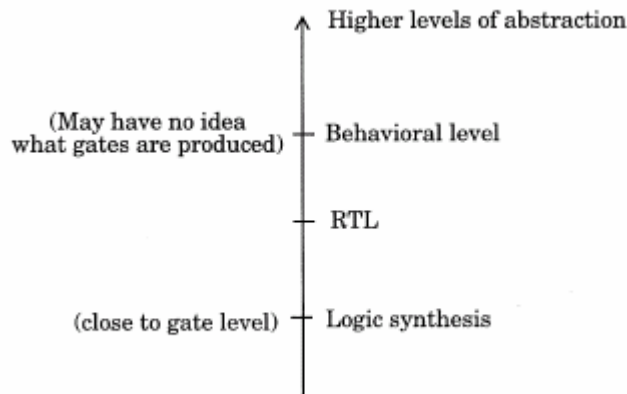 Higher levels of abstraction
(May have no idea
what gates are produced)
Behavioral level
RTL
(close to gate level)
Logic synthesis